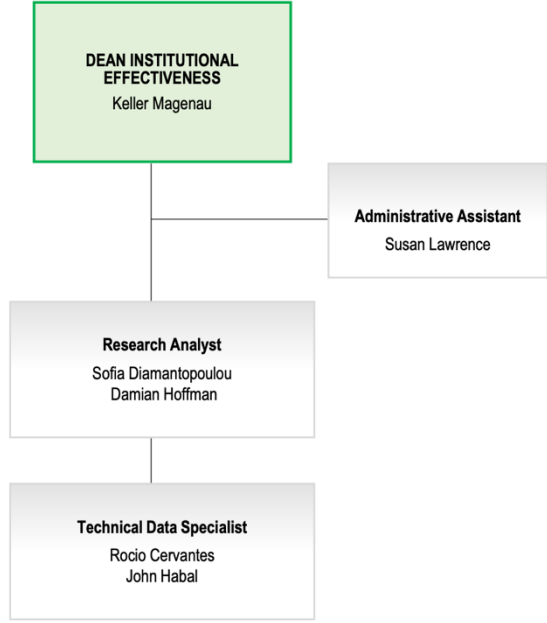 DEAN INSTITUTIONAL
EFFECTIVENESS
Keller Magenau
Administrative Assistant
Susan Lawrence
Research Analyst
Sofia Diamantopoulou
Damian Hoffman
Technical Data Specialist
Rocio Cervantes
John Habal